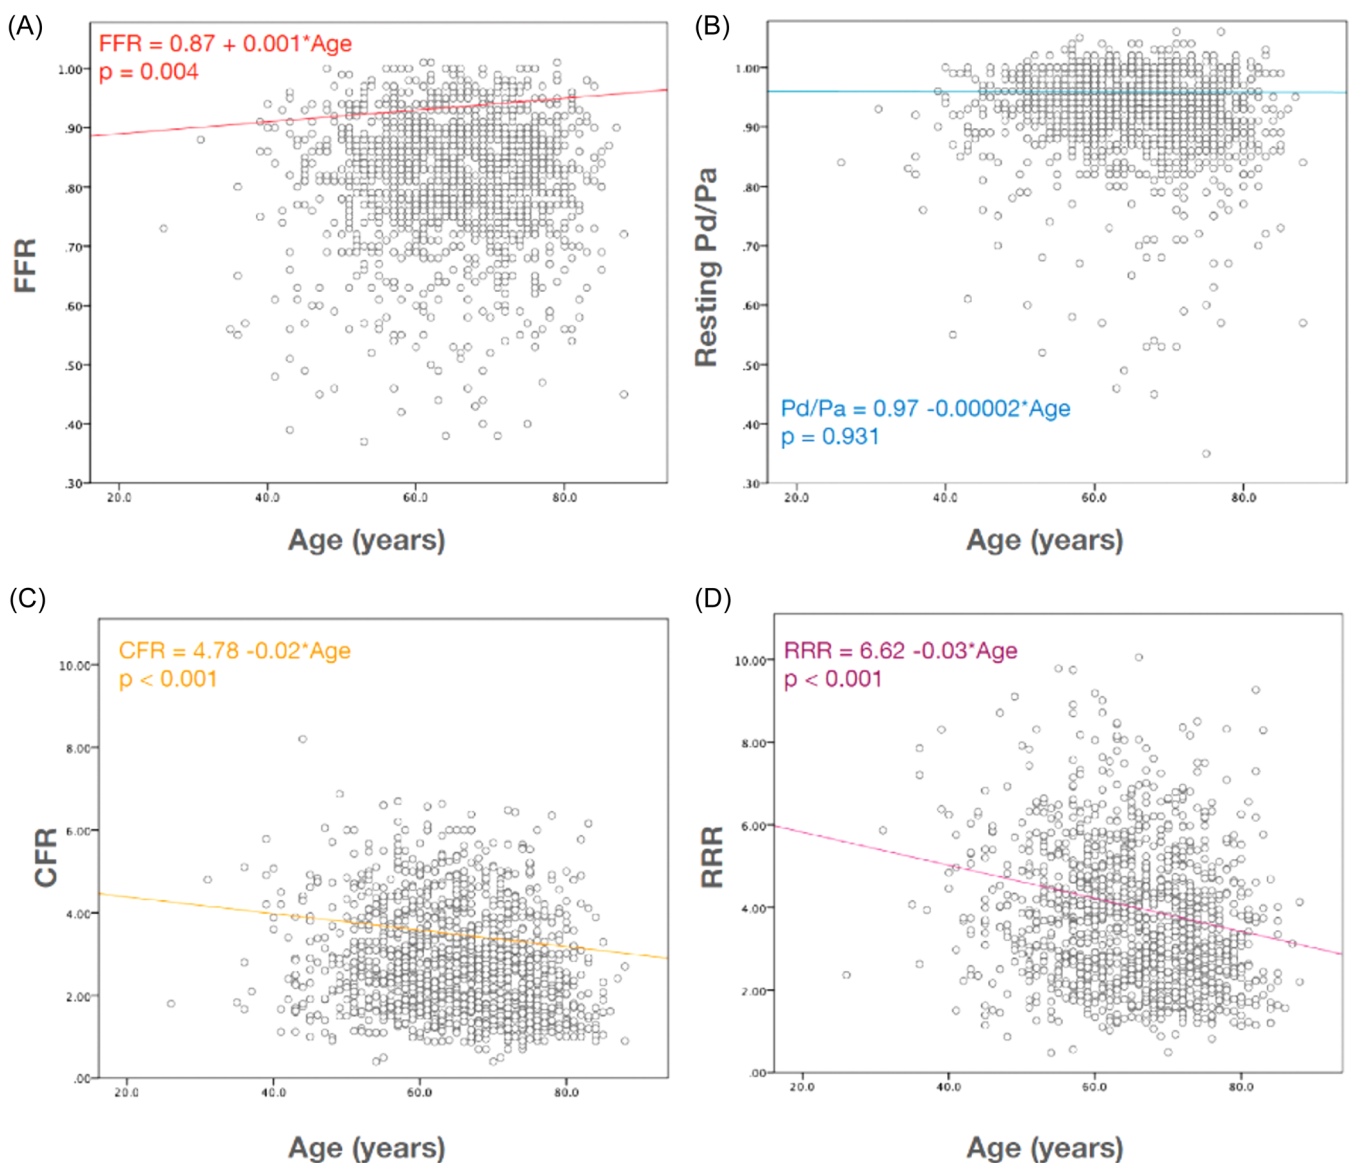 (A)
FFR = 0.87 + 0.001*Age
p = 0.004
1.00
.90
.80
.70
.60
.50
.40
.30
FFR
20.0 40.0 60.0 80.0
Age (years)
(B)
1.00
.90
.80
.70
.60
.50
.40
.30
Resting Pd/Pa
Pd/Pa = 0.97 -0.00002*Age
p = 0.931
20.0 40.0 60.0 80.0
Age (years)
(C)
CFR = 4.78 -0.02*Age
p < 0.001
10.00
8.00
6.00
4.00
2.00
.00
CFR
20.0 40.0 60.0 80.0
Age (years)
(D)
RRR = 6.62 -0.03*Age
p < 0.001
10.00
8.00
6.00
4.00
2.00
.00
RRR
20.0 40.0 60.0 80.0
Age (years)